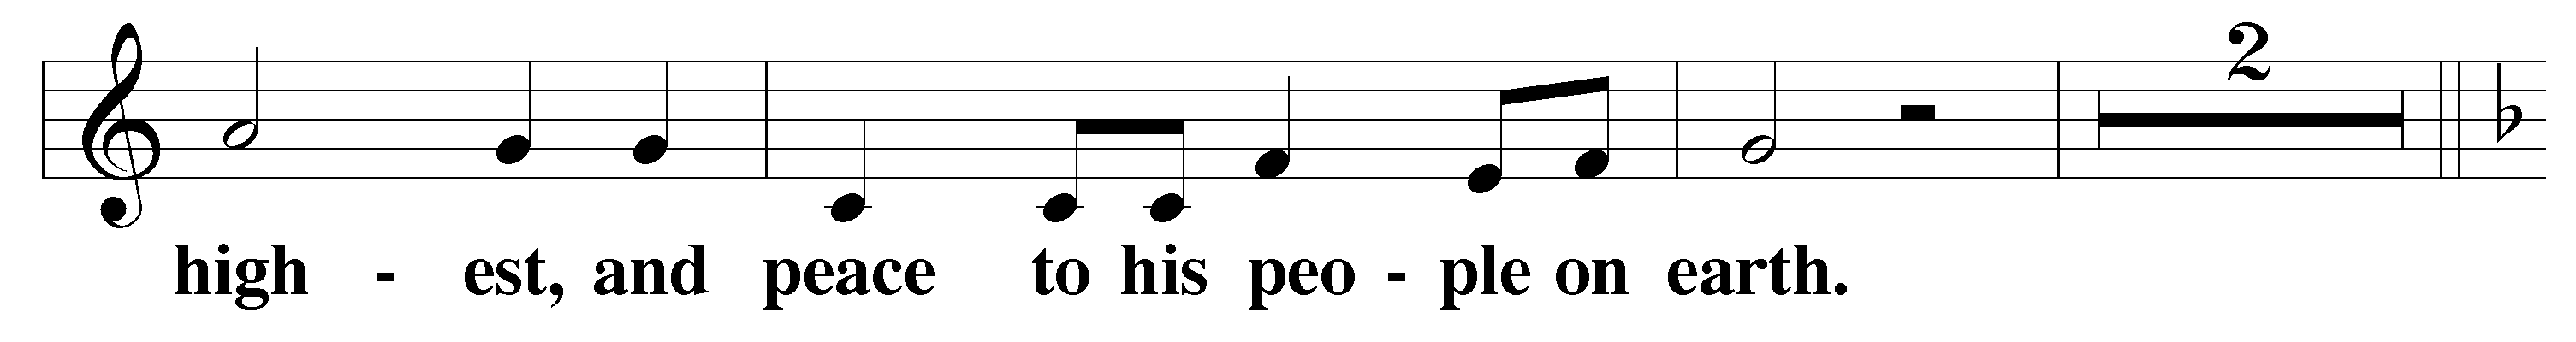 2
high - est, and peace to his peo - ple on earth.